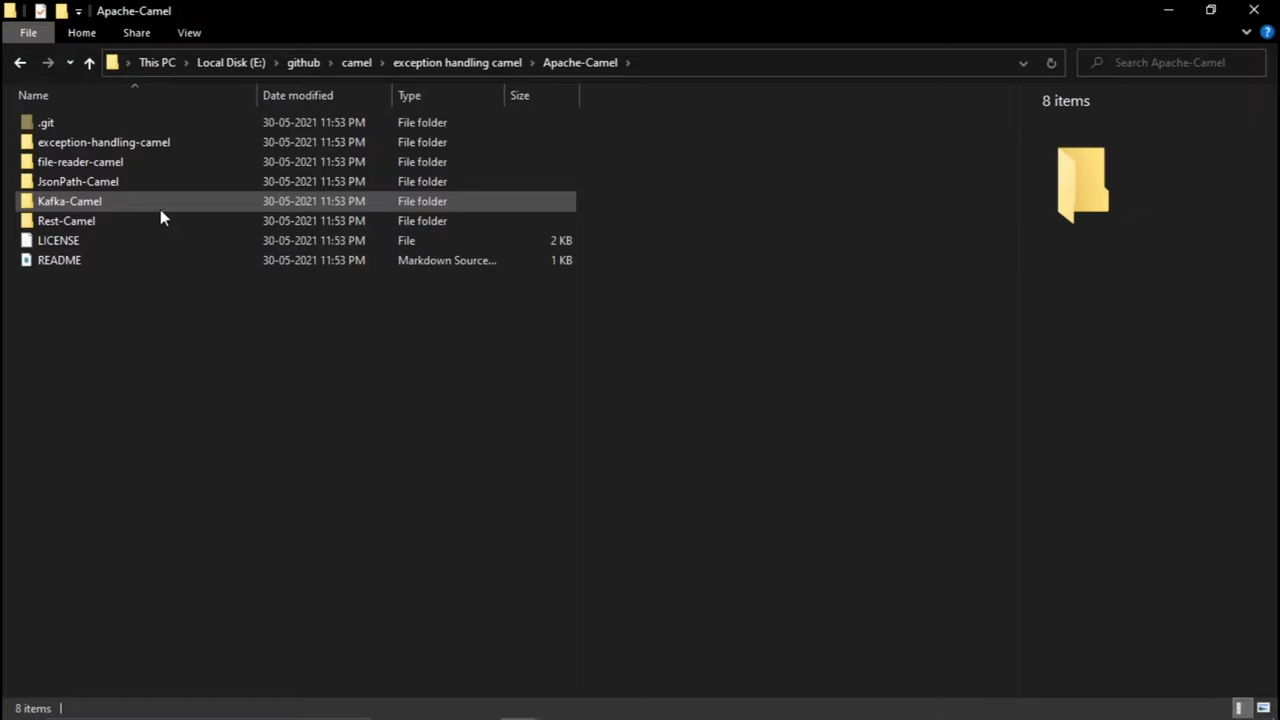 Apache-Camel
File Home Share View
This PC Local Disk (E:) github camel exception handling camel Apache-Camel Search Apache-Camel
Name Date modified Type Size
8 items
.git 30-05-2021 11:53 PM File folder
exception-handling-camel 30-05-2021 11:53 PM File folder
file-reader-camel 30-05-2021 11:53 PM File folder
JsonPath-Camel 30-05-2021 11:53 PM File folder
Kafka-Camel 30-05-2021 11:53 PM File folder
Rest-Camel 30-05-2021 11:53 PM File folder
LICENSE 30-05-2021 11:53 PM File 2 KB
README 30-05-2021 11:53 PM Markdown Source... 1 KB
8 items